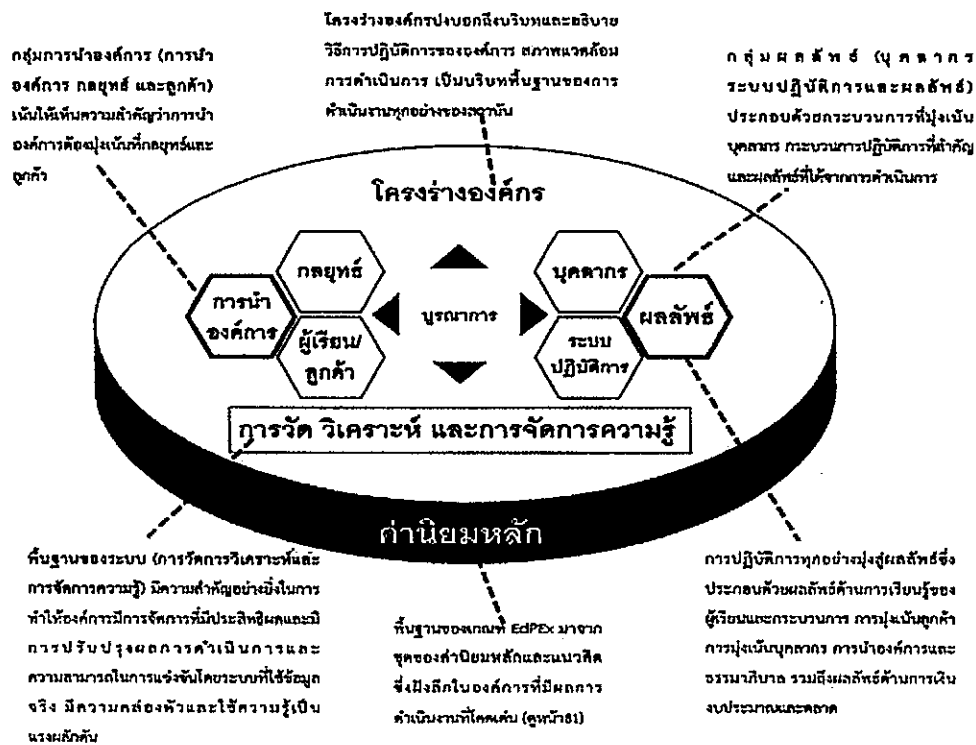 โครงร่างองค์กรบ่งบอกถึงบริบทและอธิบาย
วิธีการปฏิบัติการขององค์กร สภาพแวดล้อม
การดำเนินการ เป็นบริบทพื้นฐานของการ
ดำเนินงานทุกอย่างของสถาบัน
กลุ่มการนำองค์การ (การนำ
องค์การ กลยุทธ์ และลูกค้า)
เน้นให้เห็นความสำคัญว่าการนำ
องค์การต้องมุ่งเน้นที่กลยุทธ์และ
ลูกค้า
กลุ่มผลลัพธ์ (บุคลากร
ระบบปฏิบัติการและผลลัพธ์)
ประกอบด้วยกระบวนการที่มุ่งเน้น
บุคลากร กระบวนการปฏิบัติการที่สำคัญ
และผลลัพธ์ที่ได้จากการดำเนินการ
โครงร่างองค์กร
กลยุทธ์
การนำ
องค์การ
ผู้เรียน/
ลูกค้า
บูรณาการ
บุคลากร
ผลลัพธ์
ระบบ
ปฏิบัติการ
การวัด วิเคราะห์ และการจัดการความรู้
ค่านิยมหลัก
พื้นฐานของระบบ (การวัดการวิเคราะห์และ
การจัดการความรู้) มีความสำคัญอย่างยิ่งในการ
ทำให้องค์การมีการจัดการที่มีประสิทธิผลและมี
การปรับปรุงผลการดำเนินการและ
ความสามารถในการแข่งขันโดยระบบที่ใช้ข้อมูล
จริง มีความคล่องตัวและใช้ความรู้เป็น
แรงผลักดัน
พื้นฐานของเกณฑ์ EdPEx มาจาก
ชุดของค่านิยมหลักและแนวคิด
ซึ่งฝังลึกในองค์การที่มีผลการ
ดำเนินงานที่โดดเด่น (ดูหน้า81)
การปฏิบัติการทุกอย่างมุ่งสู่ผลลัพธ์ซึ่ง
ประกอบด้วยผลลัพธ์ด้านการเรียนรู้ของ
ผู้เรียนและกระบวนการ การมุ่งเน้นลูกค้า
การมุ่งเน้นบุคลากร การนำองค์การและ
ธรรมาภิบาล รวมถึงผลลัพธ์ด้านการเงิน
งบประมาณและตลาด